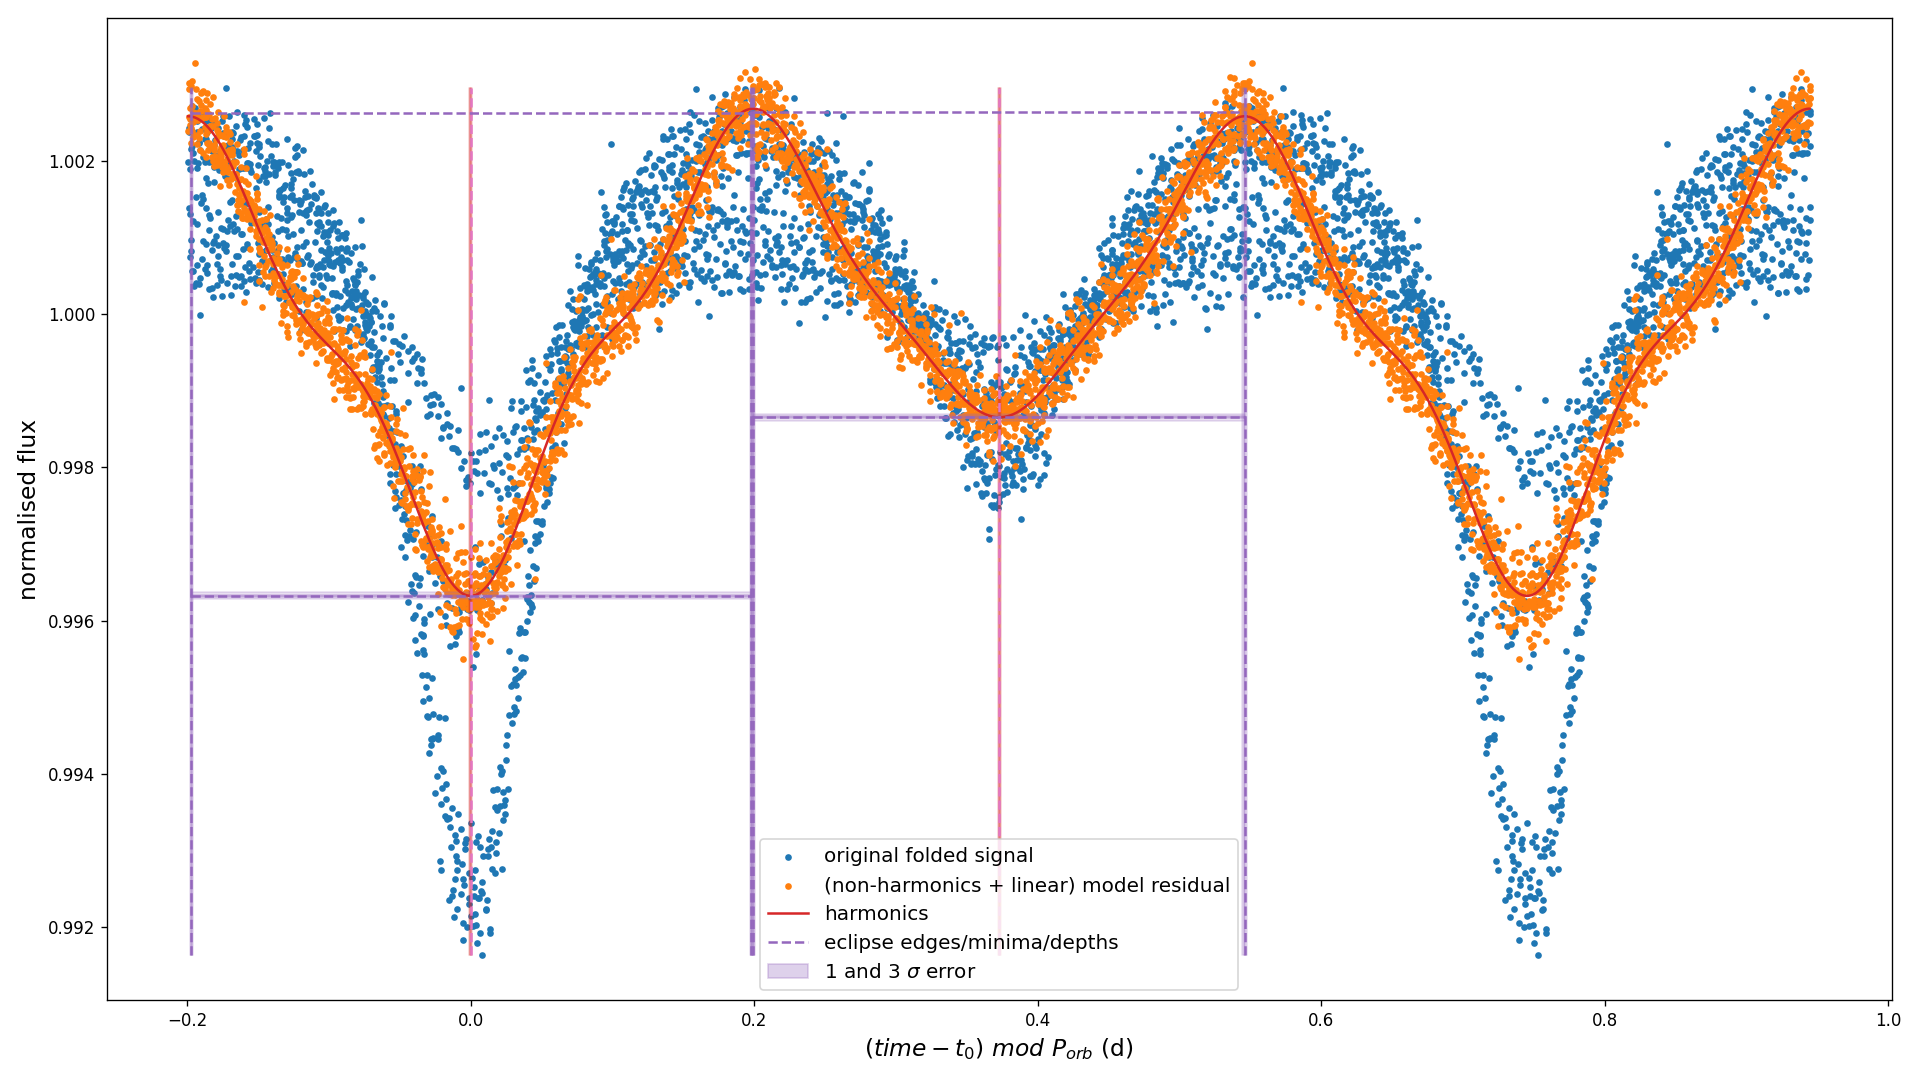 normalised flux
1.002
1.000
0.998
0.996
0.994
0.992
original folded signal
(non-harmonics + linear) model residual
harmonics
eclipse edges/minima/depths
1 and 3 σ error
−0.2
0.0
0.2
0.4
0.6
0.8
1.0
(time − t₀) mod Pₒᵣb (d)